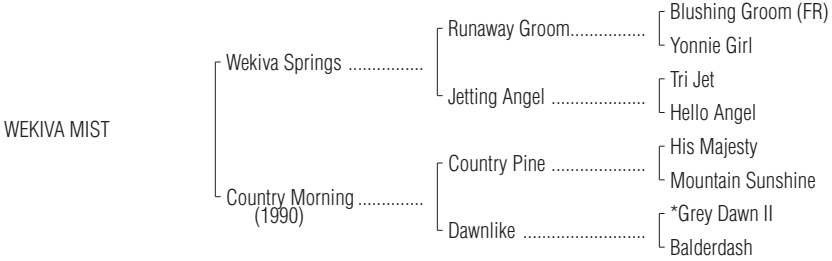 Blushing Groom (FR)
Runaway Groom................
Yonnie Girl
Wekiva Springs ................
Tri Jet
Jetting Angel ....................
Hello Angel
WEKIVA MIST
His Majesty
Country Pine ....................
Mountain Sunshine
Country Morning ..............
(1990)
*Grey Dawn II
Dawnlike ..........................
Balderdash